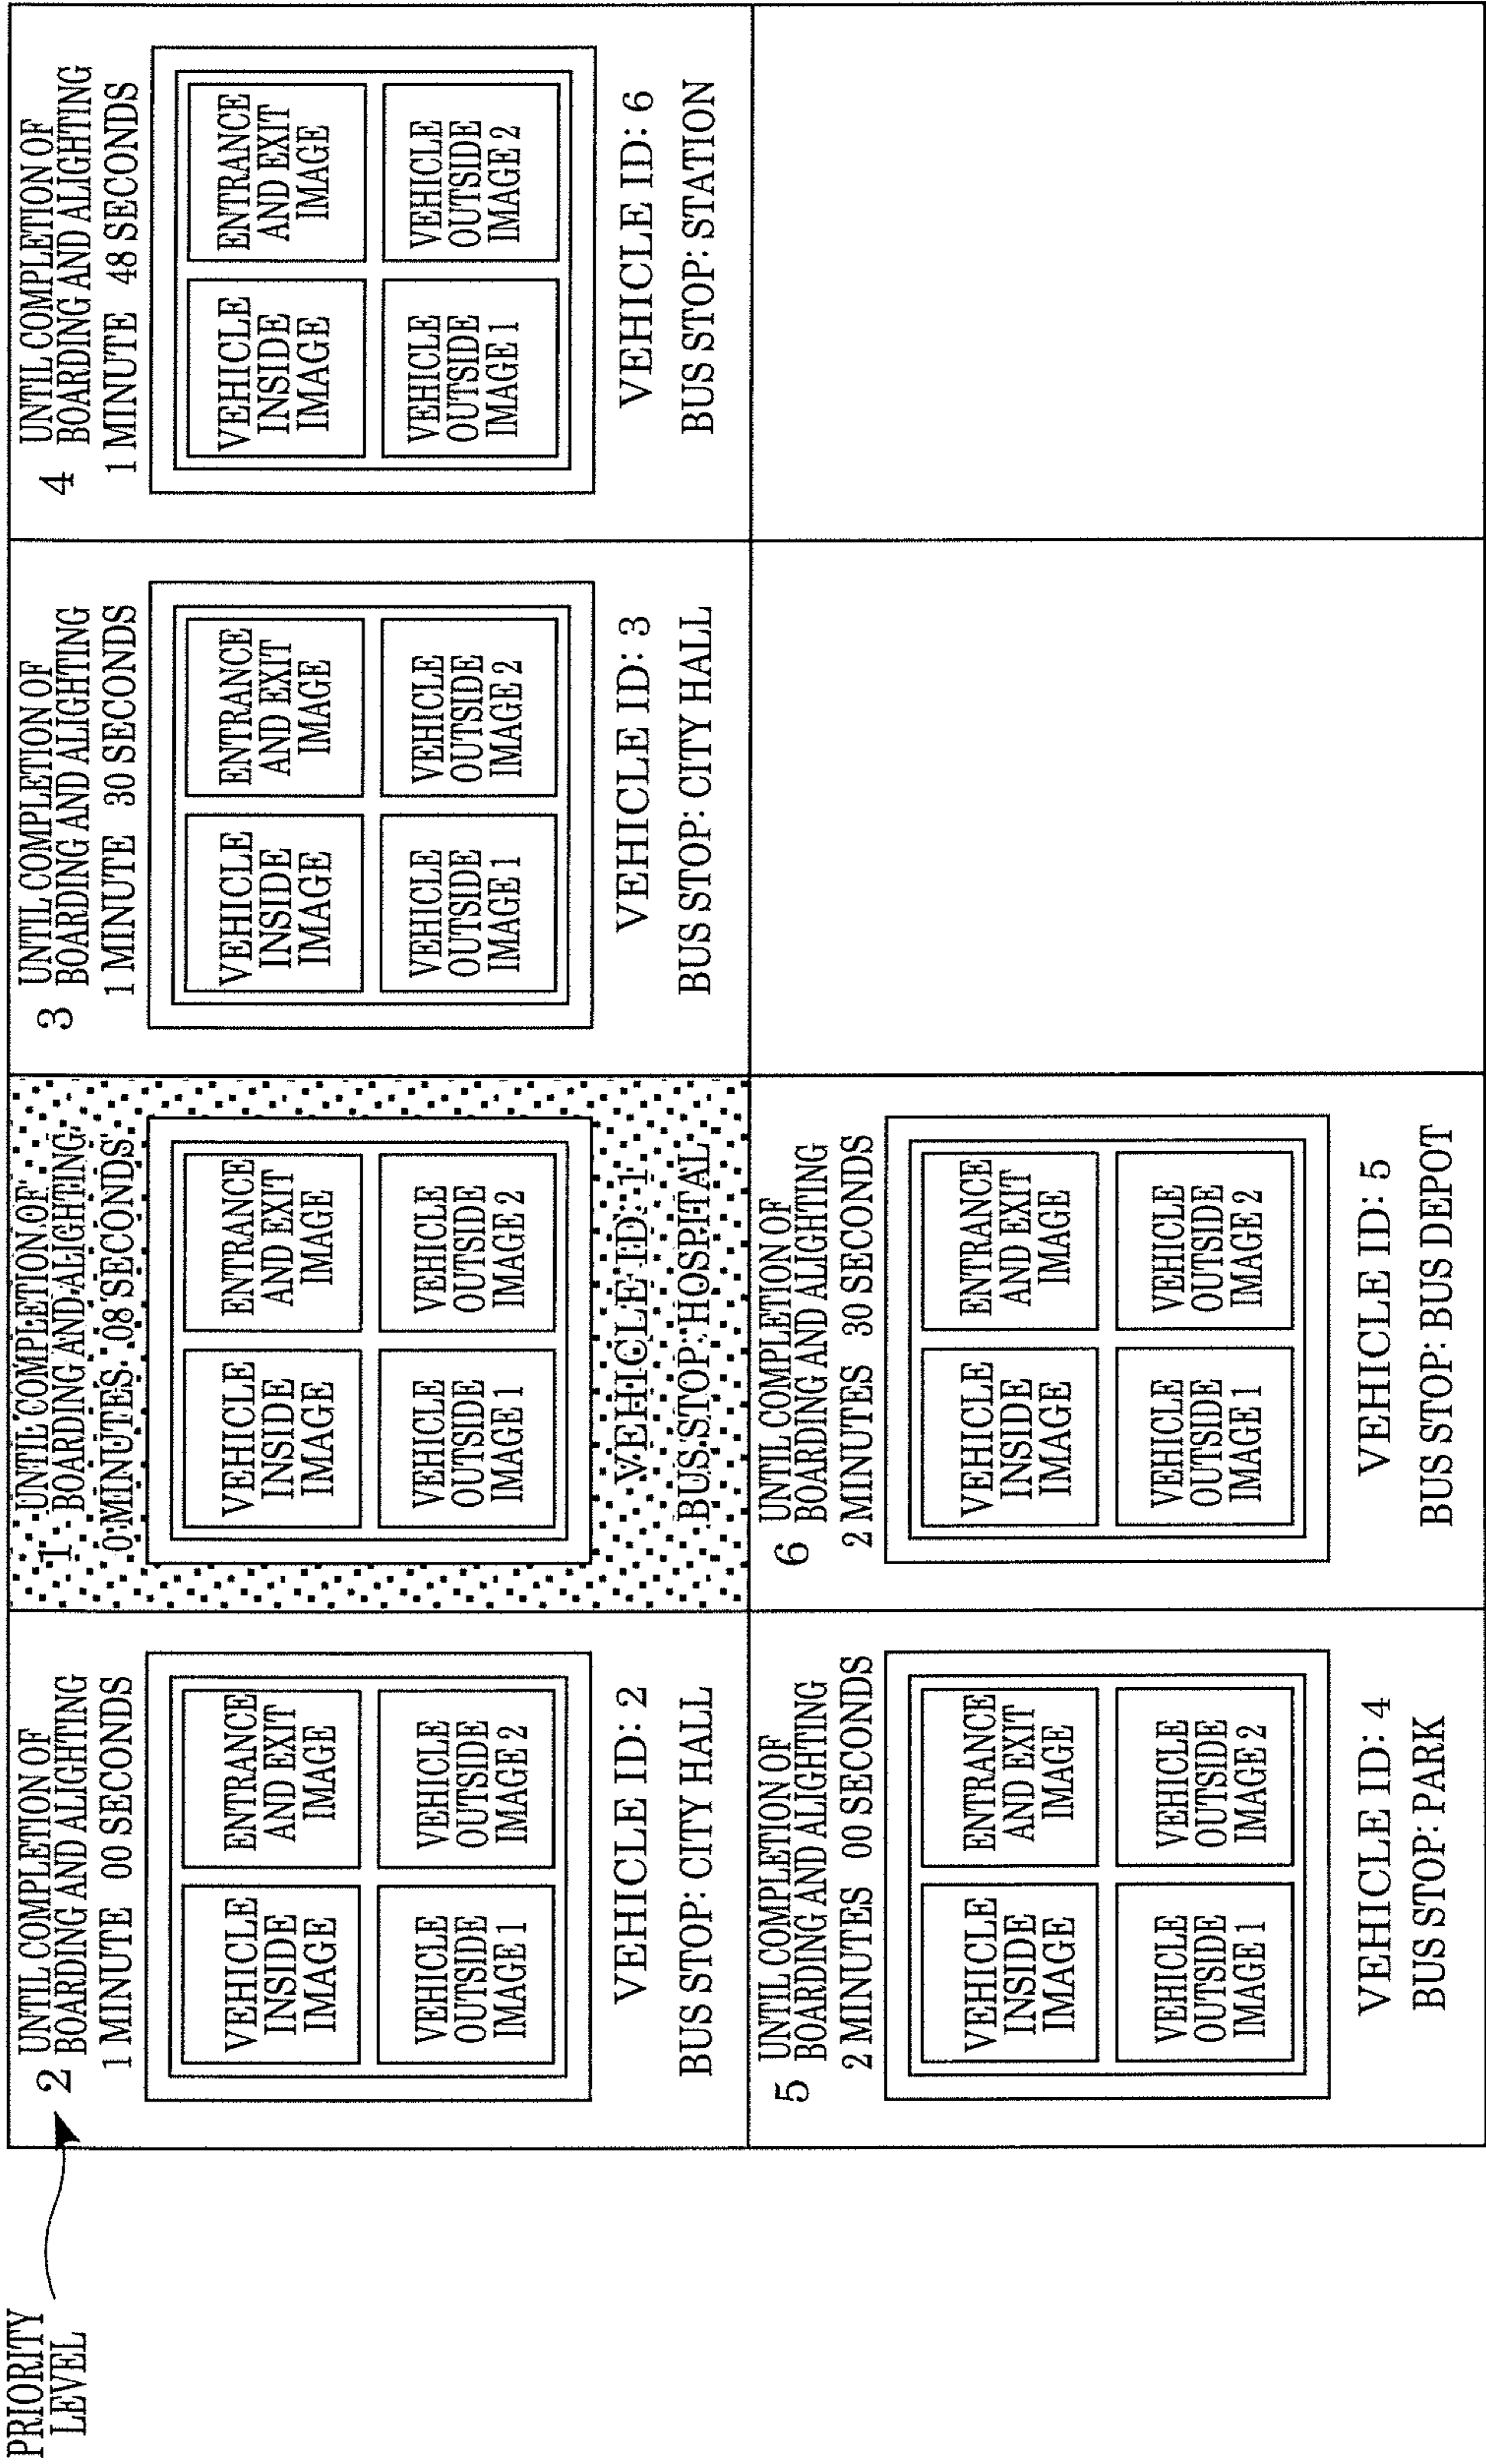 PRIORITY
LEVEL
2
UNTIL COMPLETION OF
BOARDING AND ALIGHTING
1 MINUTE 00 SECONDS
VEHICLE
INSIDE
IMAGE
ENTRANCE
AND EXIT
IMAGE
VEHICLE
OUTSIDE
IMAGE 1
VEHICLE
OUTSIDE
IMAGE 2
VEHICLE ID: 2
BUS STOP: CITY HALL
1
UNTIL COMPLETION OF
BOARDING AND ALIGHTING
0 MINUTES 08 SECONDS
VEHICLE
INSIDE
IMAGE
ENTRANCE
AND EXIT
IMAGE
VEHICLE
OUTSIDE
IMAGE 1
VEHICLE
OUTSIDE
IMAGE 2
VEHICLE ID: 1
BUS STOP: HOSPITAL
3
UNTIL COMPLETION OF
BOARDING AND ALIGHTING
1 MINUTE 30 SECONDS
VEHICLE
INSIDE
IMAGE
ENTRANCE
AND EXIT
IMAGE
VEHICLE
OUTSIDE
IMAGE 1
VEHICLE
OUTSIDE
IMAGE 2
VEHICLE ID: 3
BUS STOP: CITY HALL
4
UNTIL COMPLETION OF
BOARDING AND ALIGHTING
1 MINUTE 48 SECONDS
VEHICLE
INSIDE
IMAGE
ENTRANCE
AND EXIT
IMAGE
VEHICLE
OUTSIDE
IMAGE 1
VEHICLE
OUTSIDE
IMAGE 2
VEHICLE ID: 6
BUS STOP: STATION
5
UNTIL COMPLETION OF
BOARDING AND ALIGHTING
2 MINUTES 00 SECONDS
VEHICLE
INSIDE
IMAGE
ENTRANCE
AND EXIT
IMAGE
VEHICLE
OUTSIDE
IMAGE 1
VEHICLE
OUTSIDE
IMAGE 2
VEHICLE ID: 4
BUS STOP: PARK
6
UNTIL COMPLETION OF
BOARDING AND ALIGHTING
2 MINUTES 30 SECONDS
VEHICLE
INSIDE
IMAGE
ENTRANCE
AND EXIT
IMAGE
VEHICLE
OUTSIDE
IMAGE 1
VEHICLE
OUTSIDE
IMAGE 2
VEHICLE ID: 5
BUS STOP: BUS DEPOT